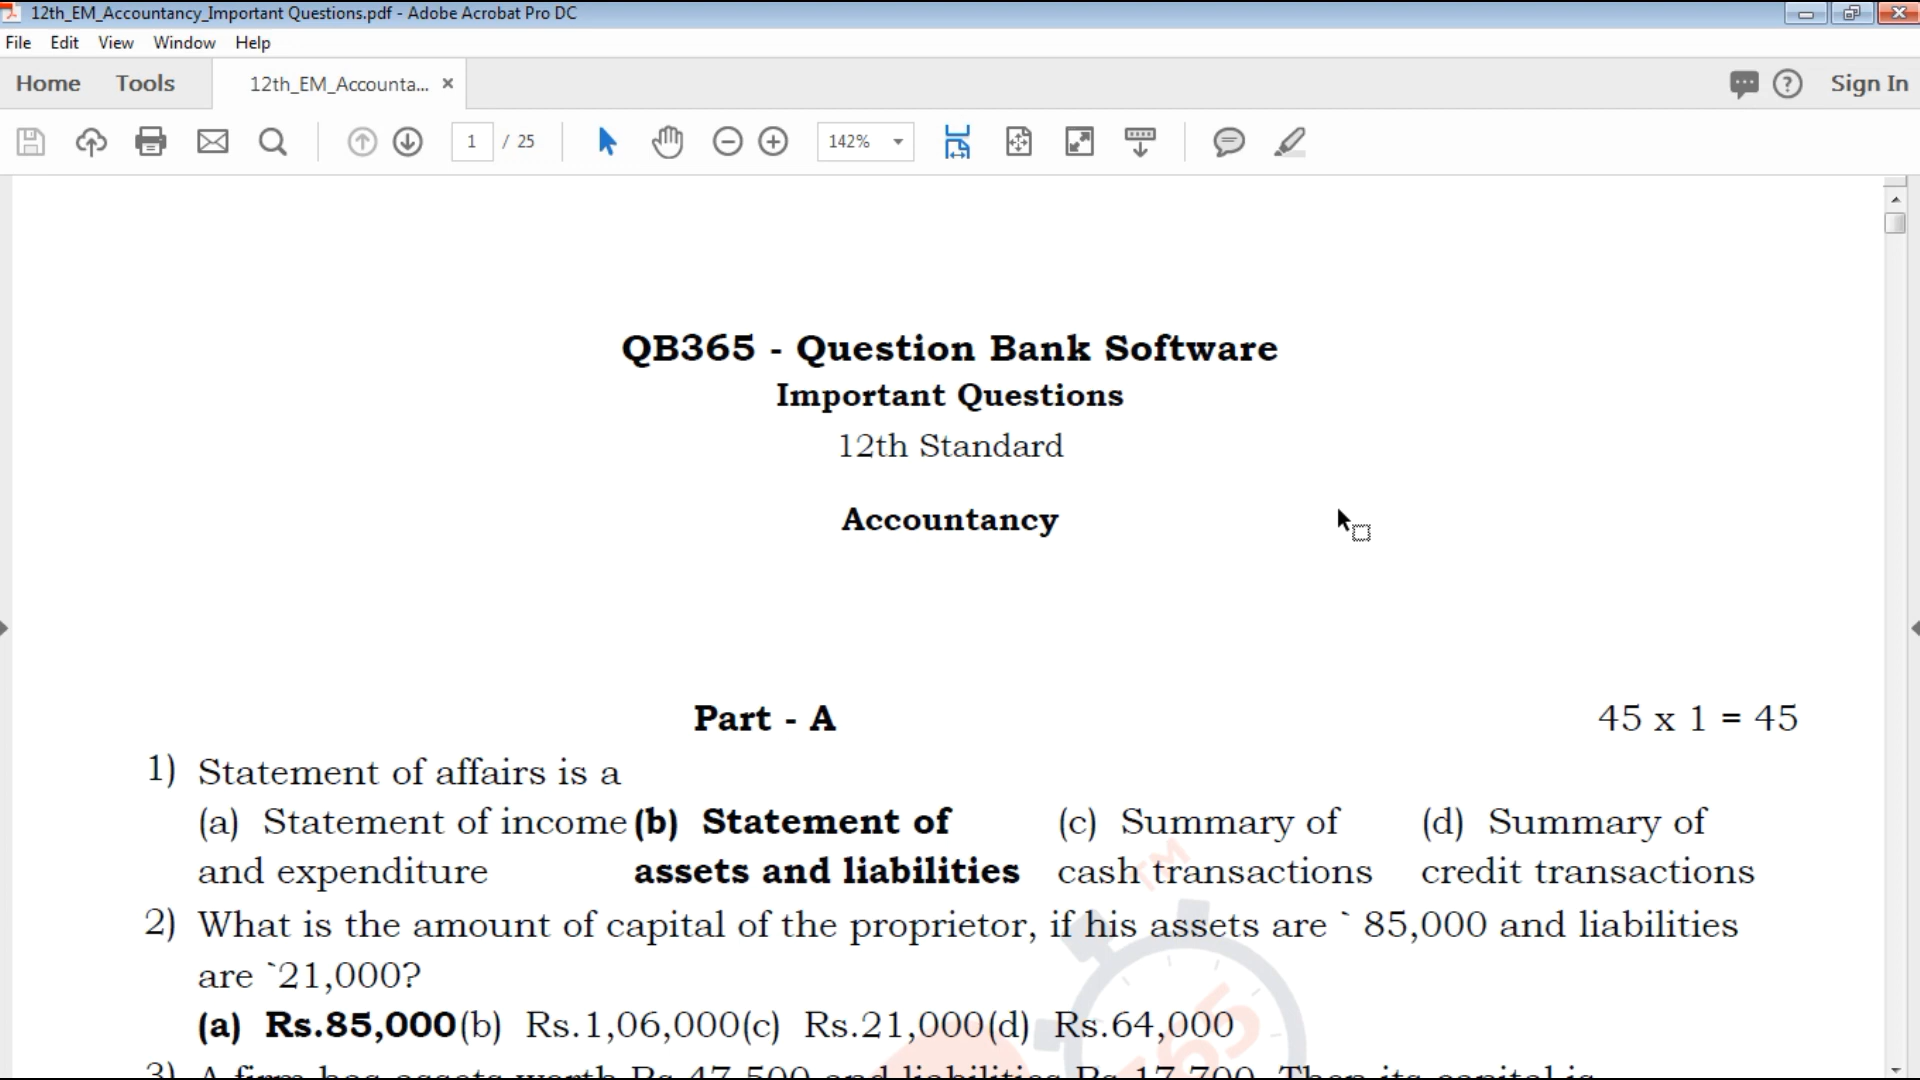 12th_EM_Accountancy_Important Questions.pdf - Adobe Acrobat Pro DC
File Edit View Window Help
Home Tools 12th_EM_Accounta... × Sign In
1 / 25 142%
QB365 - Question Bank Software
Important Questions
12th Standard
Accountancy
Part - A 45 x 1 = 45
1) Statement of affairs is a
(a) Statement of income (b) Statement of (c) Summary of (d) Summary of
and expenditure assets and liabilities cash transactions credit transactions
2) What is the amount of capital of the proprietor, if his assets are ` 85,000 and liabilities
are `21,000?
(a) Rs.85,000 (b) Rs.1,06,000 (c) Rs.21,000 (d) Rs.64,000
3) A firm has assets worth Rs.47,500 and liabilities Rs.17,700. Then its capital is
TM
365